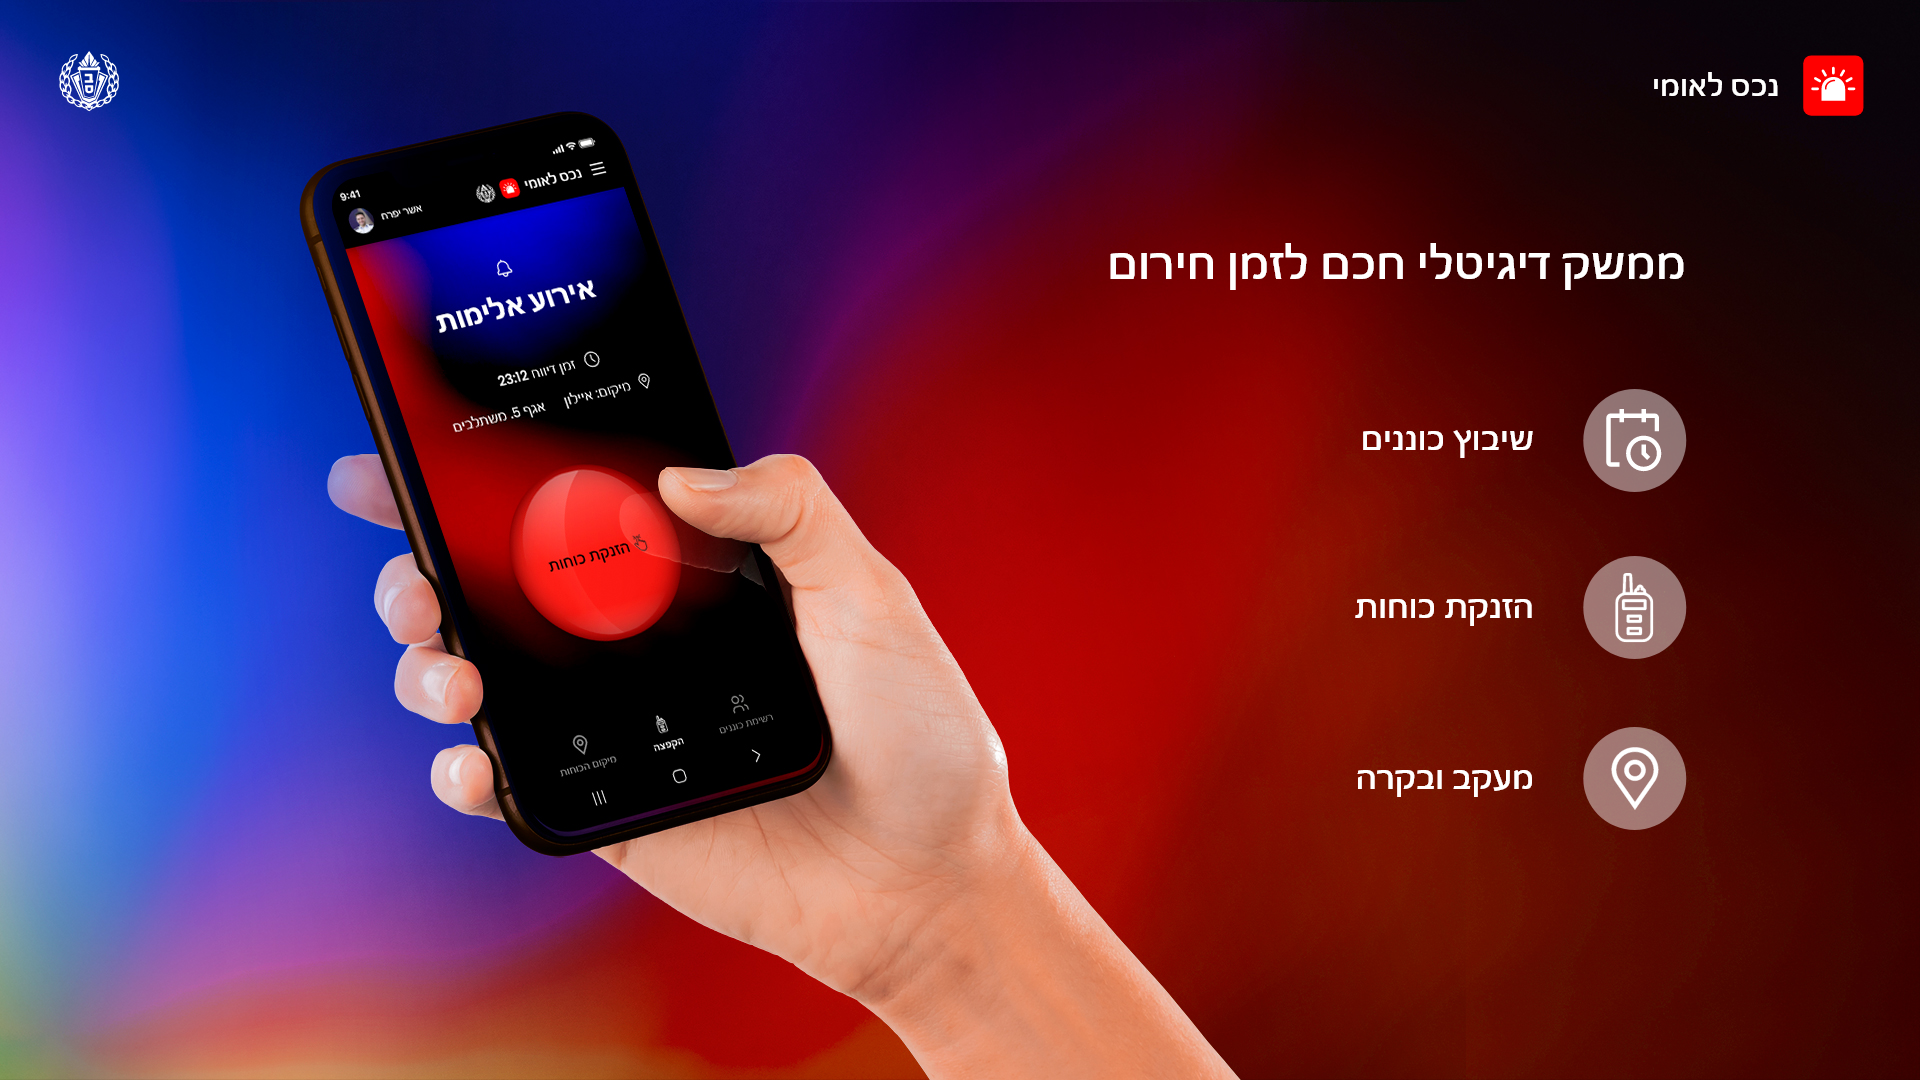 נכס לאומי
ממשק דיגיטלי חכם לזמן חירום
שיבוץ כוננים
הזנקת כוחות
מעקב ובקרה
9:41
נכס לאומי
אשר יפרח
אירוע אלימות
זמן דיווח 23:12
מיקום: איילון אגף 5. משתלבים
הזנקת כוחות
רשימת כוננים
הקפצה
מיקום הכוחות